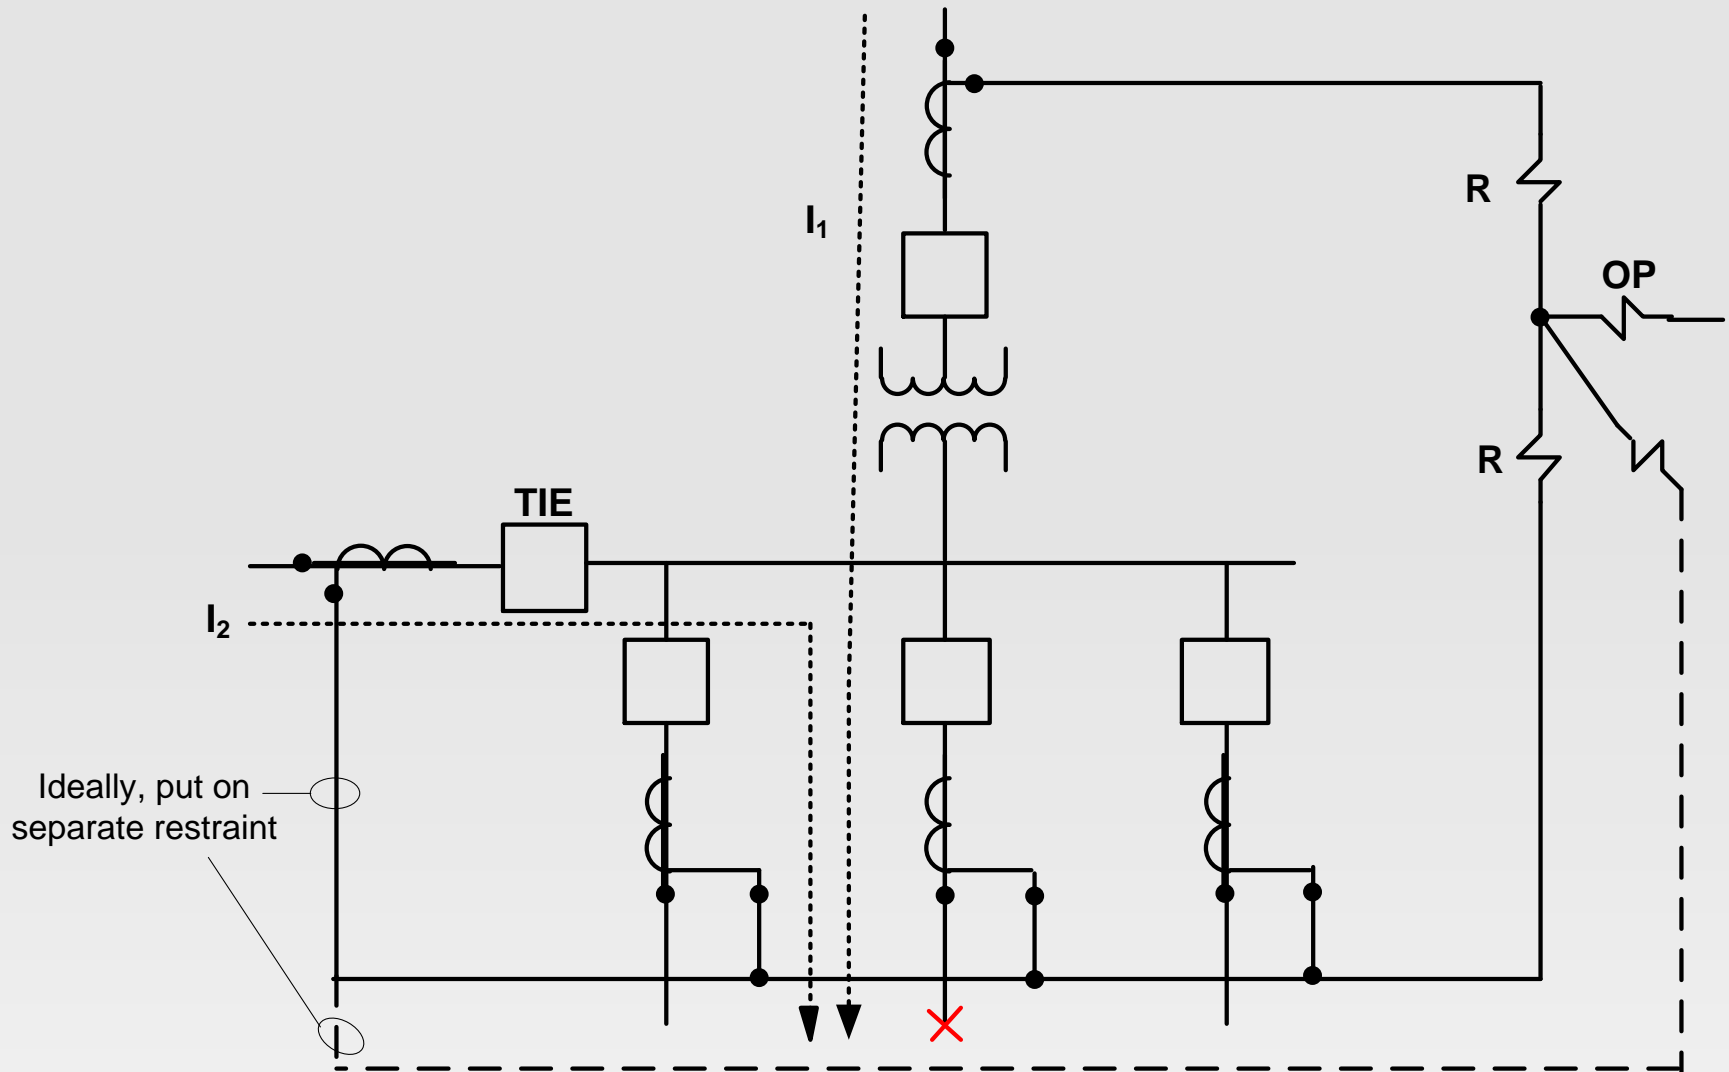 I₁
R
OP
R
TIE
I₂
Ideally, put on
separate restraint